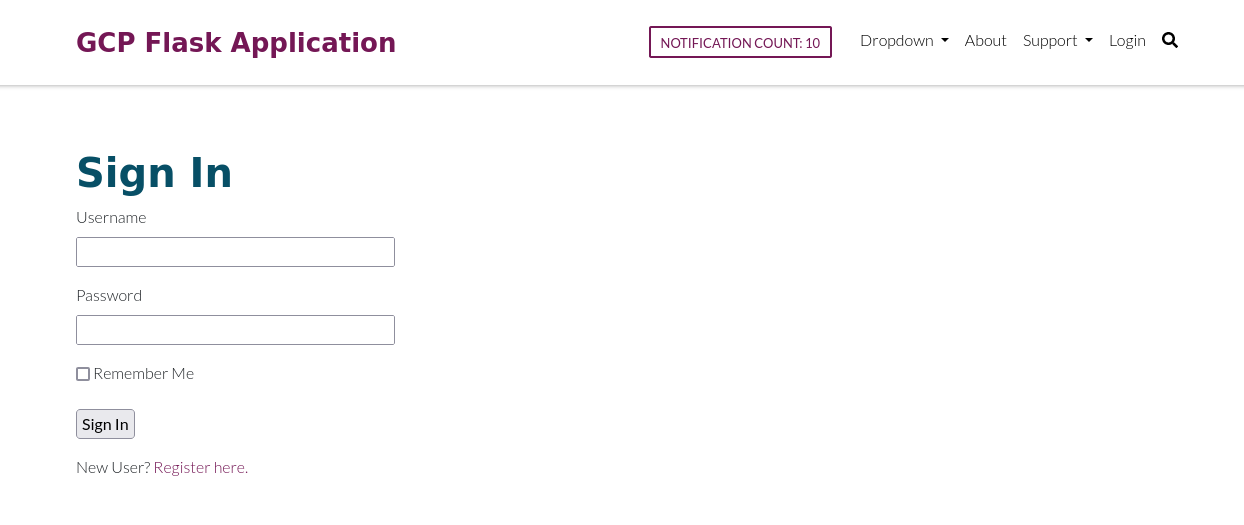 GCP Flask Application
NOTIFICATION COUNT: 10 Dropdown About Support Login
Sign In
Username
Password
Remember Me
Sign In
New User? Register here.